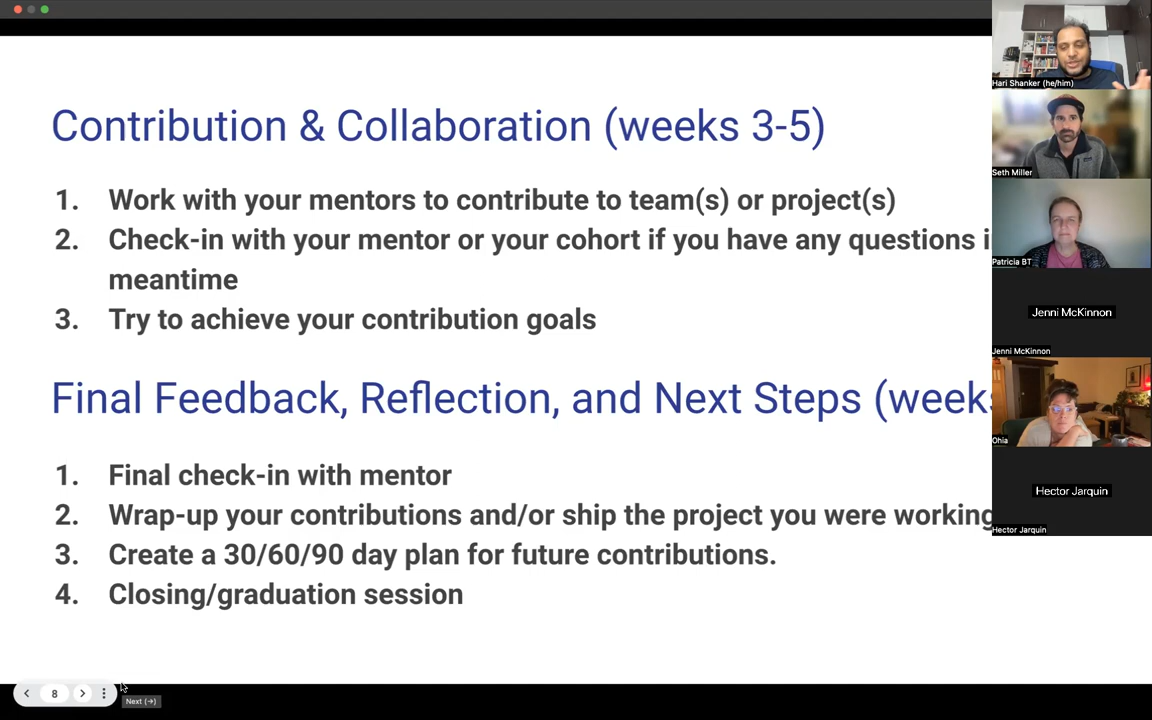 Contribution & Collaboration (weeks 3-5)
1. Work with your mentors to contribute to team(s) or project(s)
2. Check-in with your mentor or your cohort if you have any questions i
meantime
3. Try to achieve your contribution goals
Final Feedback, Reflection, and Next Steps (weeks
1. Final check-in with mentor
2. Wrap-up your contributions and/or ship the project you were working
3. Create a 30/60/90 day plan for future contributions.
4. Closing/graduation session
8
Next (→)
Hari Shanker (he/him)
Seth Miller
Patricia BT
Jenni McKinnon
Jenni McKinnon
Ohia
Hector Jarquin
Hector Jarquin